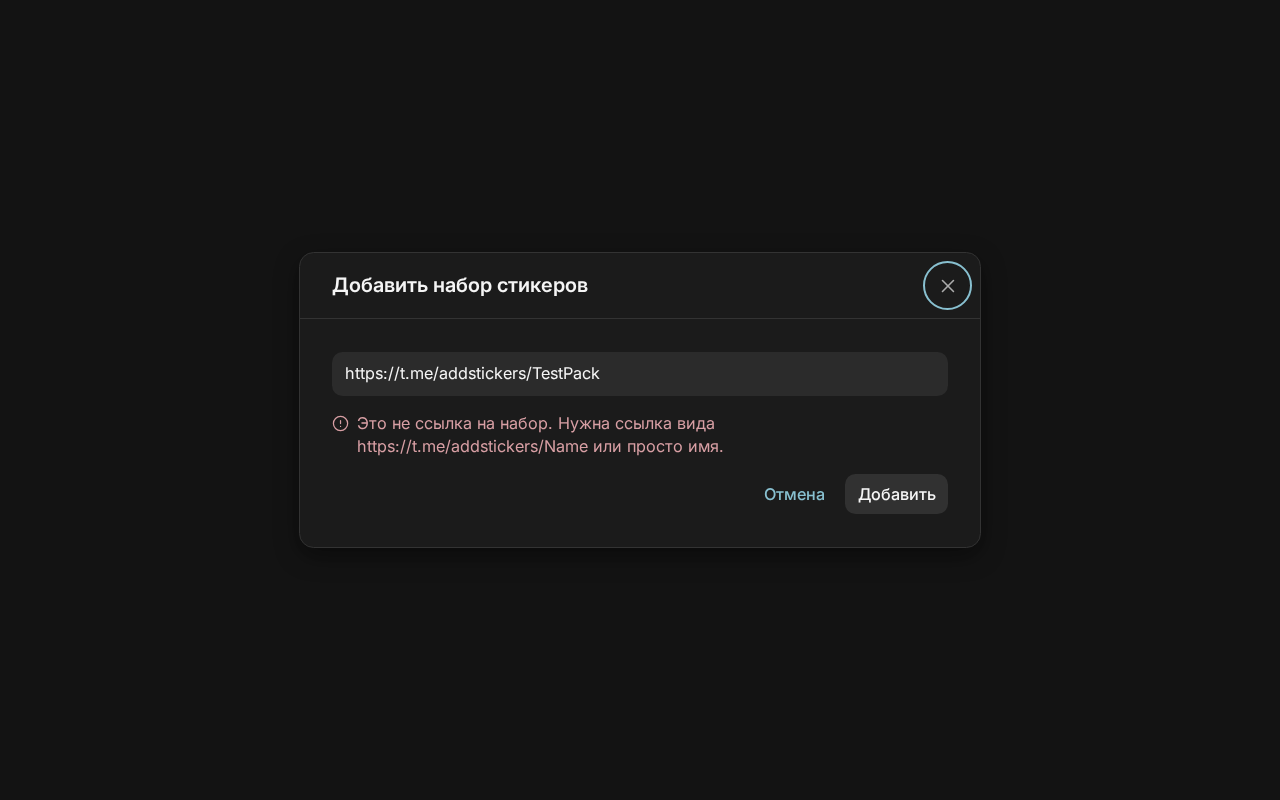 Добавить набор стикеров
https://t.me/addstickers/TestPack
Это не ссылка на набор. Нужна ссылка вида
https://t.me/addstickers/Name или просто имя.
Отмена
Добавить